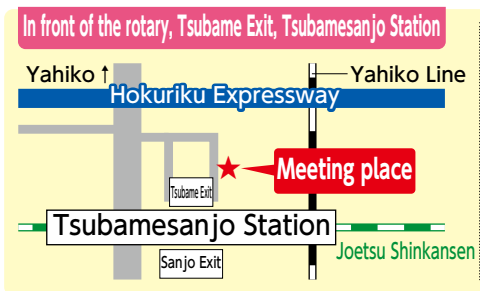 In front of the rotary, Tsubame Exit, Tsubamesanjo Station
Yahiko ↑
Yahiko Line
Hokuriku Expressway
Meeting place
Tsubame Exit
Tsubamesanjo Station
Joetsu Shinkansen
Sanjo Exit